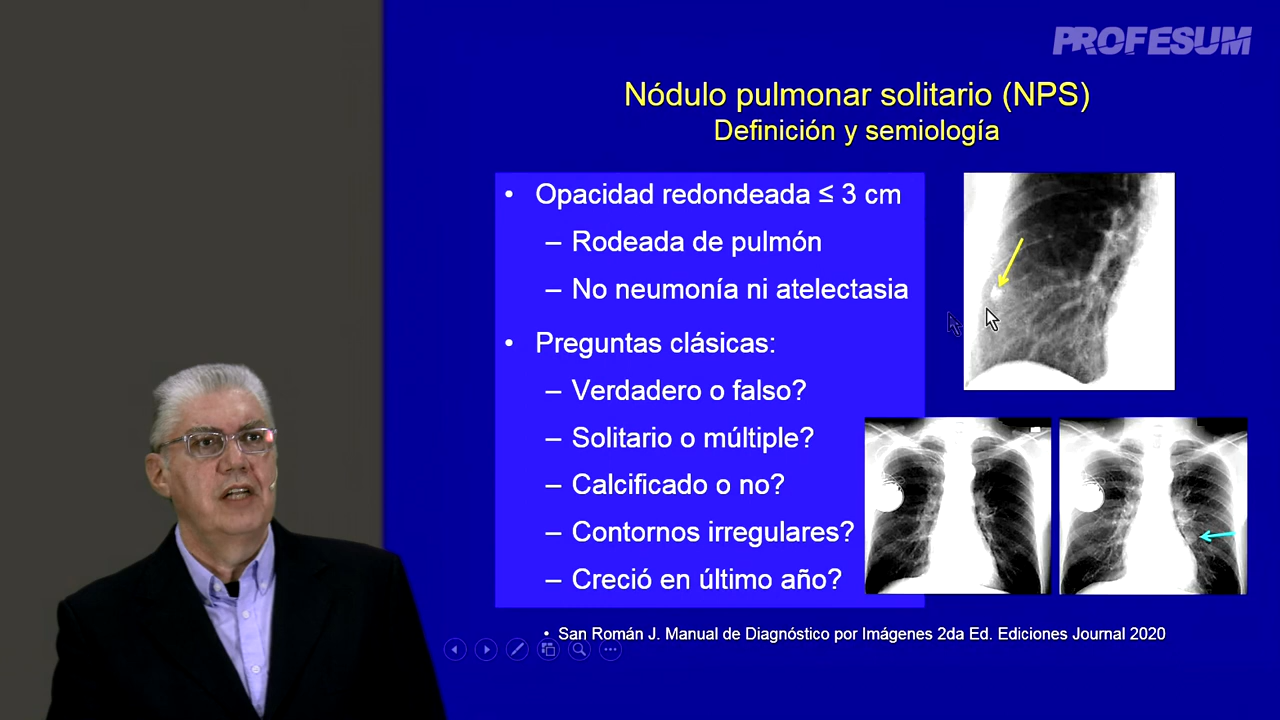 PROFESUM
Nódulo pulmonar solitario (NPS)
Definición y semiología
• Opacidad redondeada ≤ 3 cm
– Rodeada de pulmón
– No neumonía ni atelectasia
• Preguntas clásicas:
– Verdadero o falso?
– Solitario o múltiple?
– Calcificado o no?
– Contornos irregulares?
– Creció en último año?
• San Román J. Manual de Diagnóstico por Imágenes 2da Ed. Ediciones Journal 2020